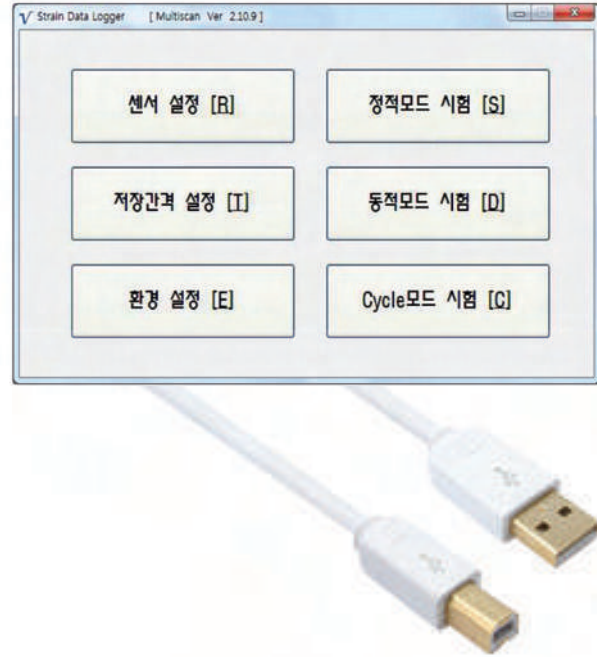 Strain Data Logger [ Multiscan Ver 2.10.9 ]
센서 설정 [R]
정적모드 시험 [S]
저장간격 설정 [T]
동적모드 시험 [D]
환경 설정 [E]
Cycle모드 시험 [C]